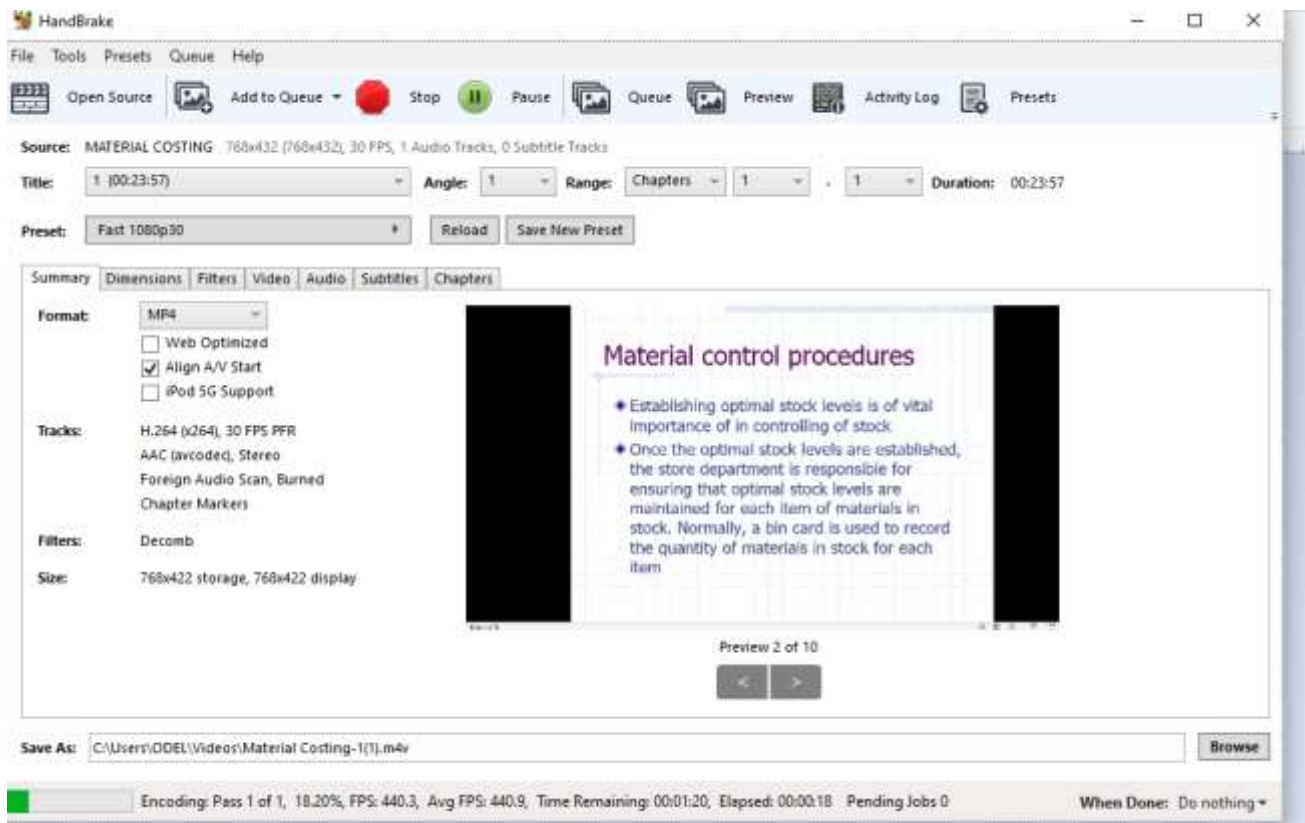 HandBrake
File Tools Presets Queue Help
Open Source Add to Queue Stop Pause Queue Preview Activity Log Presets
Source: MATERIAL COSTING 768x432 (768x432), 30 FPS, 1 Audio Tracks, 0 Subtitle Tracks
Title: 1 (00:23:57) Angle: 1 Range: Chapters 1 - 1 Duration: 00:23:57
Preset: Fast 1080p30 Reload Save New Preset
Summary Dimensions Filters Video Audio Subtitles Chapters
Format: MP4
Web Optimized
Align A/V Start
iPod 5G Support
Tracks: H.264 (x264), 30 FPS PFR
AAC (avcodec), Stereo
Foreign Audio Scan, Burned
Chapter Markers
Filters: Decomb
Size: 768x422 storage, 768x422 display
Material control procedures
Establishing optimal stock levels is of vital
importance of in controlling of stock
Once the optimal stock levels are established,
the store department is responsible for
ensuring that optimal stock levels are
maintained for each item of materials in
stock. Normally, a bin card is used to record
the quantity of materials in stock for each
item
Preview 2 of 10
< >
Save As: C:\Users\ODEL\Videos\Material Costing-1(1).m4v Browse
Encoding: Pass 1 of 1, 18.20%, FPS: 440.3, Avg FPS: 440.9, Time Remaining: 00:01:20, Elapsed: 00:00:18 Pending Jobs 0 When Done: Do nothing